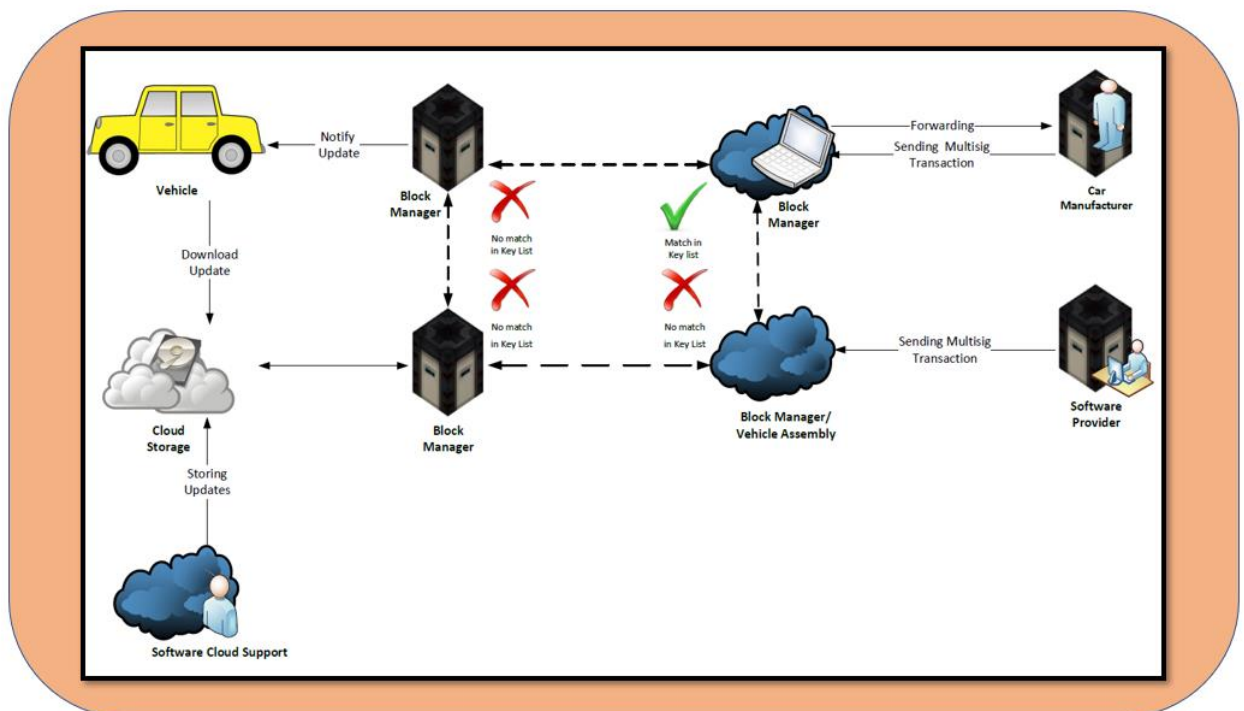 Notify
Update
Vehicle
Block
Manager
Forwarding
Sending Multisig
Transaction
Block
Manager
Car
Manufacturer
No match
in Key List
Match in
Key list
Download
Update
No match
in Key List
No match
in Key List
Sending Multisig
Transaction
Cloud
Storage
Block
Manager
Block Manager/
Vehicle Assembly
Software
Provider
Storing
Updates
Software Cloud Support